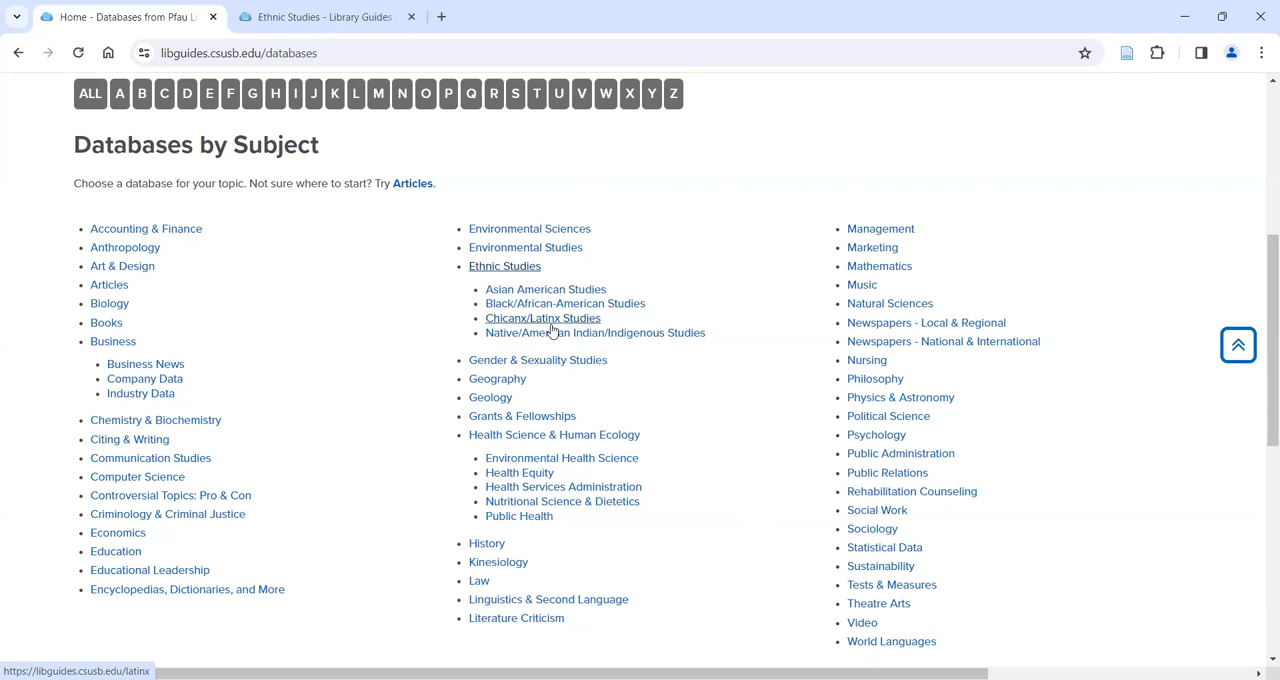 Home - Databases from Pfau Li
Ethnic Studies - Library Guides
libguides.csusb.edu/databases
ALL A B C D E F G H I J K L M N O P Q R S T U V W X Y Z
Databases by Subject
Choose a database for your topic. Not sure where to start? Try Articles.
Accounting & Finance
Anthropology
Art & Design
Articles
Biology
Books
Business
Business News
Company Data
Industry Data
Chemistry & Biochemistry
Citing & Writing
Communication Studies
Computer Science
Controversial Topics: Pro & Con
Criminology & Criminal Justice
Economics
Education
Educational Leadership
Encyclopedias, Dictionaries, and More
Environmental Sciences
Environmental Studies
Ethnic Studies
Asian American Studies
Black/African-American Studies
Chicanx/Latinx Studies
Native/American Indian/Indigenous Studies
Gender & Sexuality Studies
Geography
Geology
Grants & Fellowships
Health Science & Human Ecology
Environmental Health Science
Health Equity
Health Services Administration
Nutritional Science & Dietetics
Public Health
History
Kinesiology
Law
Linguistics & Second Language
Literature Criticism
Management
Marketing
Mathematics
Music
Natural Sciences
Newspapers - Local & Regional
Newspapers - National & International
Nursing
Philosophy
Physics & Astronomy
Political Science
Psychology
Public Administration
Public Relations
Rehabilitation Counseling
Social Work
Sociology
Statistical Data
Sustainability
Tests & Measures
Theatre Arts
Video
World Languages
https://libguides.csusb.edu/latinx